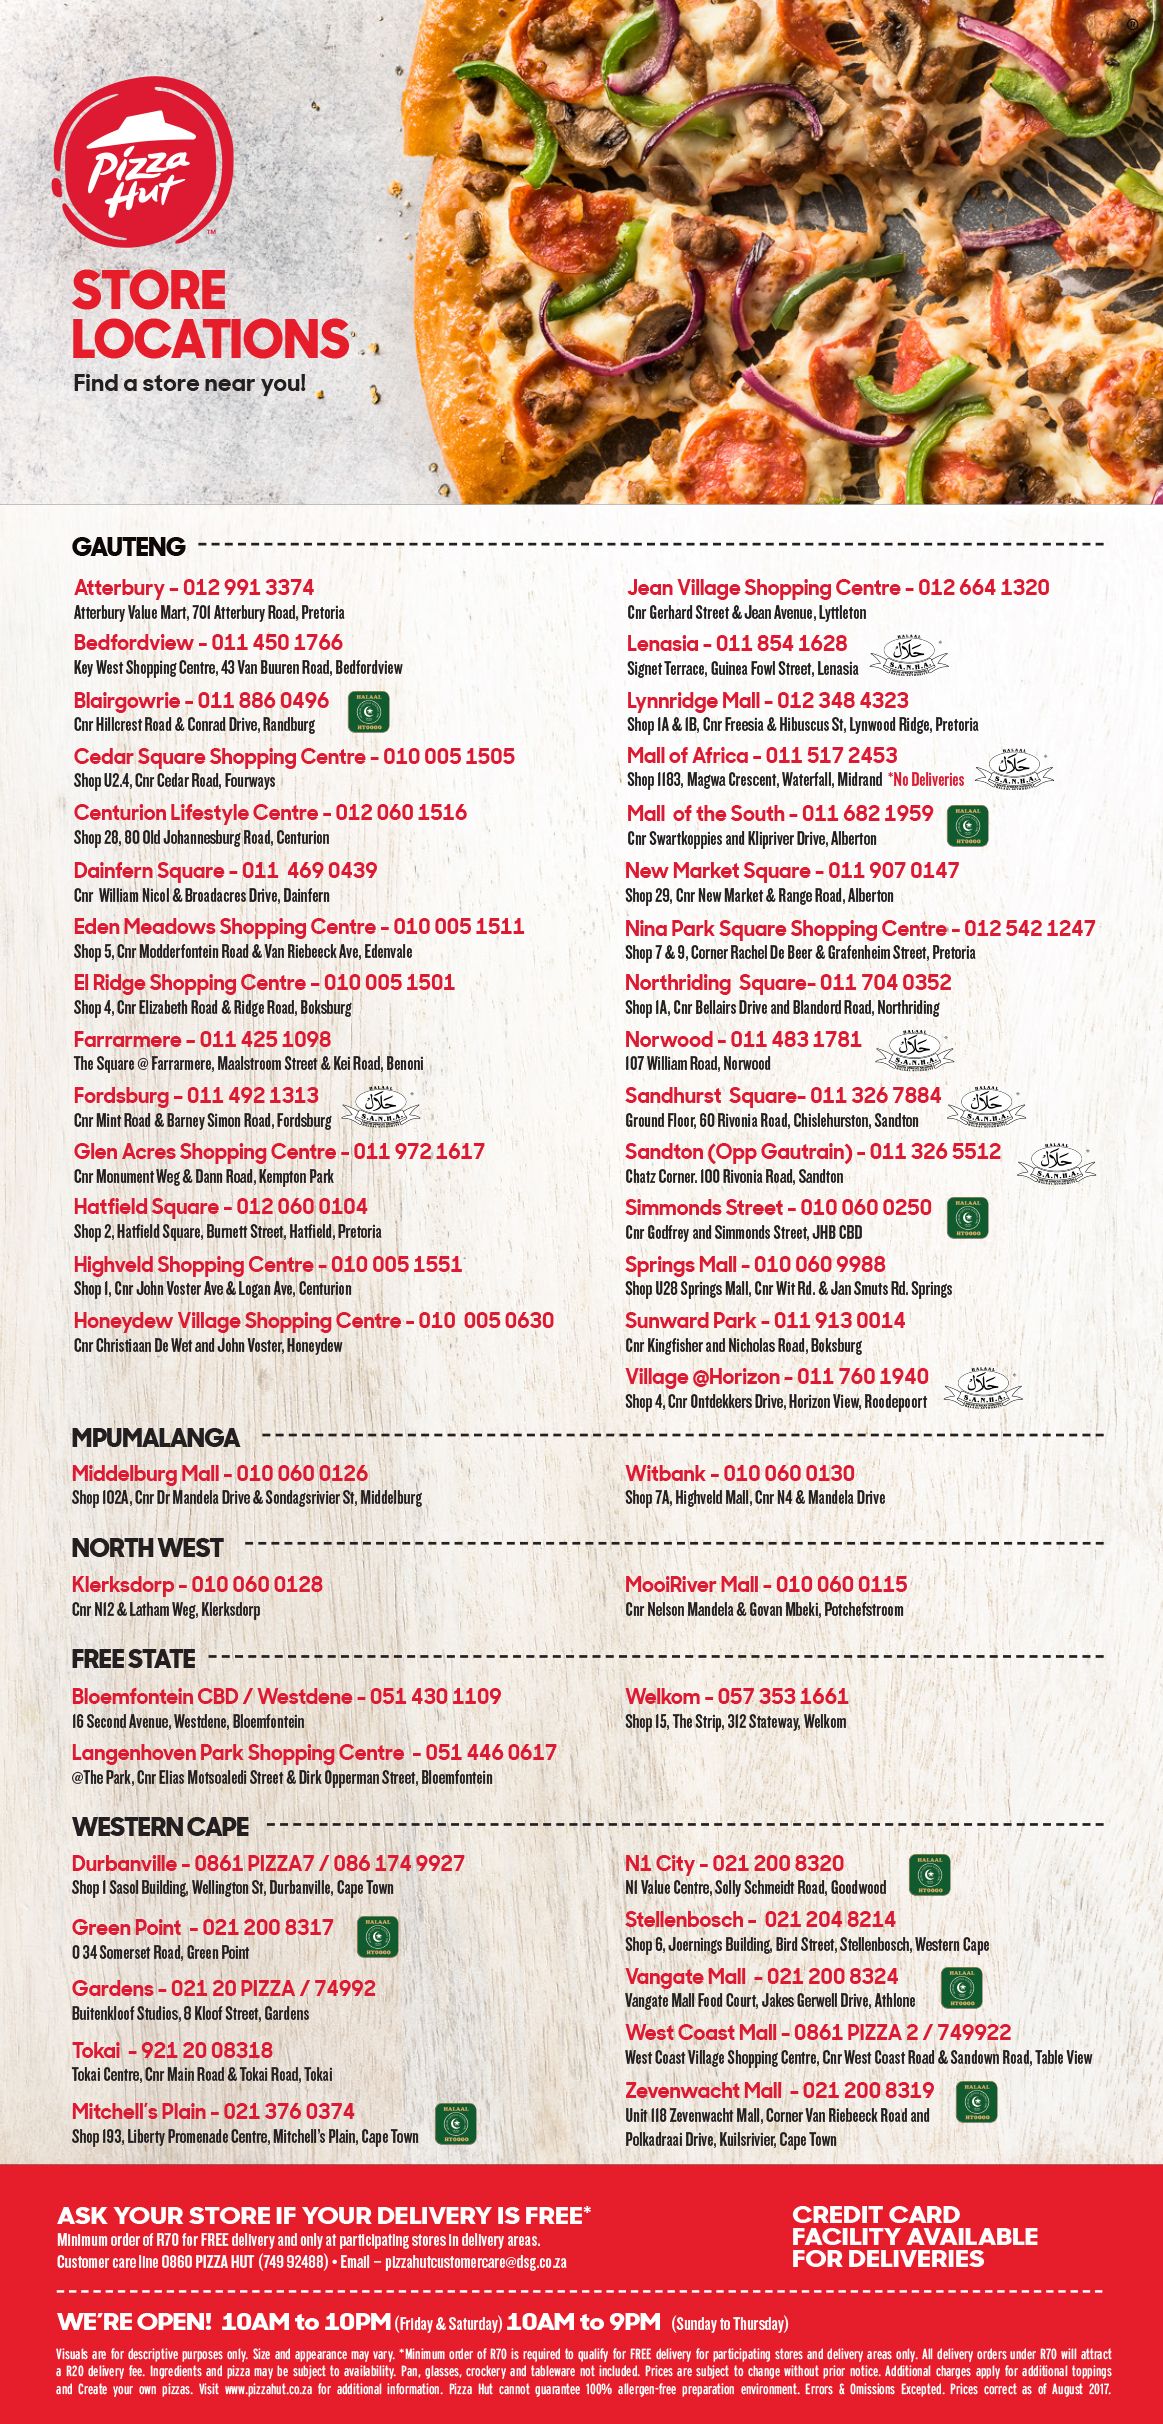 ®
Pizza
Hut
TM
STORE
LOCATIONS
Find a store near you!
GAUTENG
Atterbury - 012 991 3374
Atterbury Value Mart, 701 Atterbury Road, Pretoria
Bedfordview - 011 450 1766
Key West Shopping Centre, 43 Van Buuren Road, Bedfordview
Blairgowrie - 011 886 0496
HALAAL
HT0000
Cnr Hillcrest Road & Conrad Drive, Randburg
Cedar Square Shopping Centre - 010 005 1505
Shop U2.4, Cnr Cedar Road, Fourways
Centurion Lifestyle Centre - 012 060 1516
Shop 28, 80 Old Johannesburg Road, Centurion
Dainfern Square - 011 469 0439
Cnr William Nicol & Broadacres Drive, Dainfern
Eden Meadows Shopping Centre - 010 005 1511
Shop 5, Cnr Modderfontein Road & Van Riebeeck Ave, Edenvale
El Ridge Shopping Centre - 010 005 1501
Shop 4, Cnr Elizabeth Road & Ridge Road, Boksburg
Farrarmere - 011 425 1098
The Square @ Farrarmere, Maalstroom Street & Kei Road, Benoni
Fordsburg - 011 492 1313
HALAAL
حلال
S.A.N.H.A.
Cnr Mint Road & Barney Simon Road, Fordsburg
Glen Acres Shopping Centre - 011 972 1617
Cnr Monument Weg & Dann Road, Kempton Park
Hatfield Square - 012 060 0104
Shop 2, Hatfield Square, Burnett Street, Hatfield, Pretoria
Highveld Shopping Centre - 010 005 1551
Shop 1, Cnr John Voster Ave & Logan Ave, Centurion
Honeydew Village Shopping Centre - 010 005 0630
Cnr Christiaan De Wet and John Voster, Honeydew
Jean Village Shopping Centre - 012 664 1320
Cnr Gerhard Street & Jean Avenue, Lyttleton
Lenasia - 011 854 1628
HALAAL
حلال
S.A.N.H.A.
Signet Terrace, Guinea Fowl Street, Lenasia
Lynnridge Mall - 012 348 4323
Shop 1A & 1B, Cnr Freesia & Hibuscus St, Lynwood Ridge, Pretoria
Mall of Africa - 011 517 2453
HALAAL
حلال
S.A.N.H.A.
Shop 1183, Magwa Crescent, Waterfall, Midrand *No Deliveries
Mall of the South - 011 682 1959
HALAAL
HT0000
Cnr Swartkoppies and Klipriver Drive, Alberton
New Market Square - 011 907 0147
Shop 29, Cnr New Market & Range Road, Alberton
Nina Park Square Shopping Centre - 012 542 1247
Shop 7 & 9, Corner Rachel De Beer & Grafenheim Street, Pretoria
Northriding Square- 011 704 0352
Shop 1A, Cnr Bellairs Drive and Blandord Road, Northriding
Norwood - 011 483 1781
HALAAL
حلال
S.A.N.H.A.
107 William Road, Norwood
Sandhurst Square- 011 326 7884
HALAAL
حلال
S.A.N.H.A.
Ground Floor, 60 Rivonia Road, Chislehurston, Sandton
Sandton (Opp Gautrain) - 011 326 5512
HALAAL
حلال
S.A.N.H.A.
Chatz Corner. 100 Rivonia Road, Sandton
Simmonds Street - 010 060 0250
HALAAL
HT0000
Cnr Godfrey and Simmonds Street, JHB CBD
Springs Mall - 010 060 9988
Shop U28 Springs Mall, Cnr Wit Rd. & Jan Smuts Rd. Springs
Sunward Park - 011 913 0014
Cnr Kingfisher and Nicholas Road, Boksburg
Village @Horizon - 011 760 1940
HALAAL
حلال
S.A.N.H.A.
Shop 4, Cnr Ontdekkers Drive, Horizon View, Roodepoort
MPUMALANGA
Middelburg Mall - 010 060 0126
Shop 102A, Cnr Dr Mandela Drive & Sondagsrivier St, Middelburg
Witbank - 010 060 0130
Shop 7A, Highveld Mall, Cnr N4 & Mandela Drive
NORTH WEST
Klerksdorp - 010 060 0128
Cnr N12 & Latham Weg, Klerksdorp
MooiRiver Mall - 010 060 0115
Cnr Nelson Mandela & Govan Mbeki, Potchefstroom
FREE STATE
Bloemfontein CBD / Westdene - 051 430 1109
16 Second Avenue, Westdene, Bloemfontein
Langenhoven Park Shopping Centre - 051 446 0617
@The Park, Cnr Elias Motsoaledi Street & Dirk Opperman Street, Bloemfontein
Welkom - 057 353 1661
Shop 15, The Strip, 312 Stateway, Welkom
WESTERN CAPE
Durbanville - 0861 PIZZA7 / 086 174 9927
Shop 1 Sasol Building, Wellington St, Durbanville, Cape Town
Green Point - 021 200 8317
HALAAL
HT0000
0 34 Somerset Road, Green Point
Gardens - 021 20 PIZZA / 74992
Buitenkloof Studios, 8 Kloof Street, Gardens
Tokai - 921 20 08318
Tokai Centre, Cnr Main Road & Tokai Road, Tokai
Mitchell's Plain - 021 376 0374
HALAAL
HT0000
Shop 193, Liberty Promenade Centre, Mitchell's Plain, Cape Town
N1 City - 021 200 8320
HALAAL
HT0000
N1 Value Centre, Solly Schmeidt Road, Goodwood
Stellenbosch - 021 204 8214
Shop 6, Joernings Building, Bird Street, Stellenbosch, Western Cape
Vangate Mall - 021 200 8324
HALAAL
HT0000
Vangate Mall Food Court, Jakes Gerwell Drive, Athlone
West Coast Mall - 0861 PIZZA 2 / 749922
West Coast Village Shopping Centre, Cnr West Coast Road & Sandown Road, Table View
Zevenwacht Mall - 021 200 8319
HALAAL
HT0000
Unit 118 Zevenwacht Mall, Corner Van Riebeeck Road and
Polkadraai Drive, Kuilsrivier, Cape Town
ASK YOUR STORE IF YOUR DELIVERY IS FREE*
Minimum order of R70 for FREE delivery and only at participating stores in delivery areas.
Customer care line 0860 PIZZA HUT (749 92488) • Email – pizzahutcustomercare@dsg.co.za
CREDIT CARD
FACILITY AVAILABLE
FOR DELIVERIES
WE'RE OPEN! 10AM to 10PM (Friday & Saturday) 10AM to 9PM (Sunday to Thursday)
Visuals are for descriptive purposes only. Size and appearance may vary. *Minimum order of R70 is required to qualify for FREE delivery for participating stores and delivery areas only. All delivery orders under R70 will attract
a R20 delivery fee. Ingredients and pizza may be subject to availability. Pan, glasses, crockery and tableware not included. Prices are subject to change without prior notice. Additional charges apply for additional toppings
and Create your own pizzas. Visit www.pizzahut.co.za for additional information. Pizza Hut cannot guarantee 100% allergen-free preparation environment. Errors & Omissions Excepted. Prices correct as of August 2017.